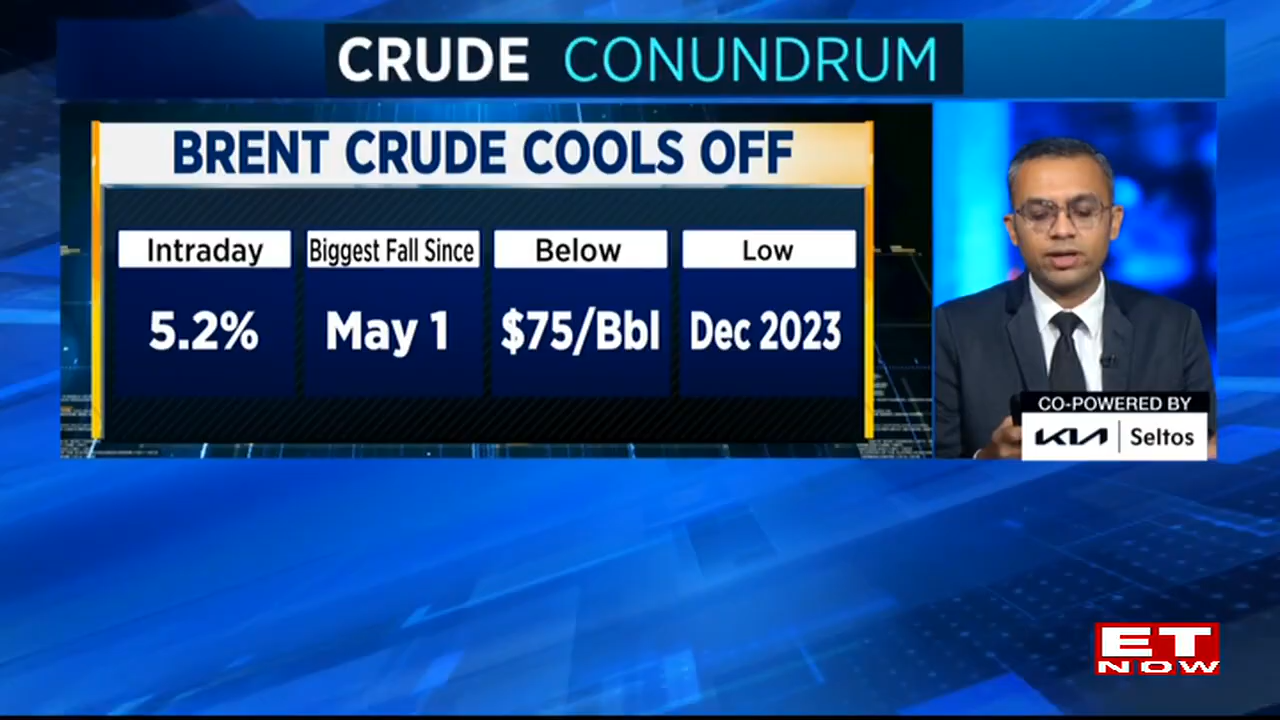 CRUDE CONUNDRUM
BRENT CRUDE COOLS OFF
Intraday
5.2%
Biggest Fall Since
May 1
Below
$75/Bbl
Low
Dec 2023
CO-POWERED BY
KIA Seltos
ET
NOW